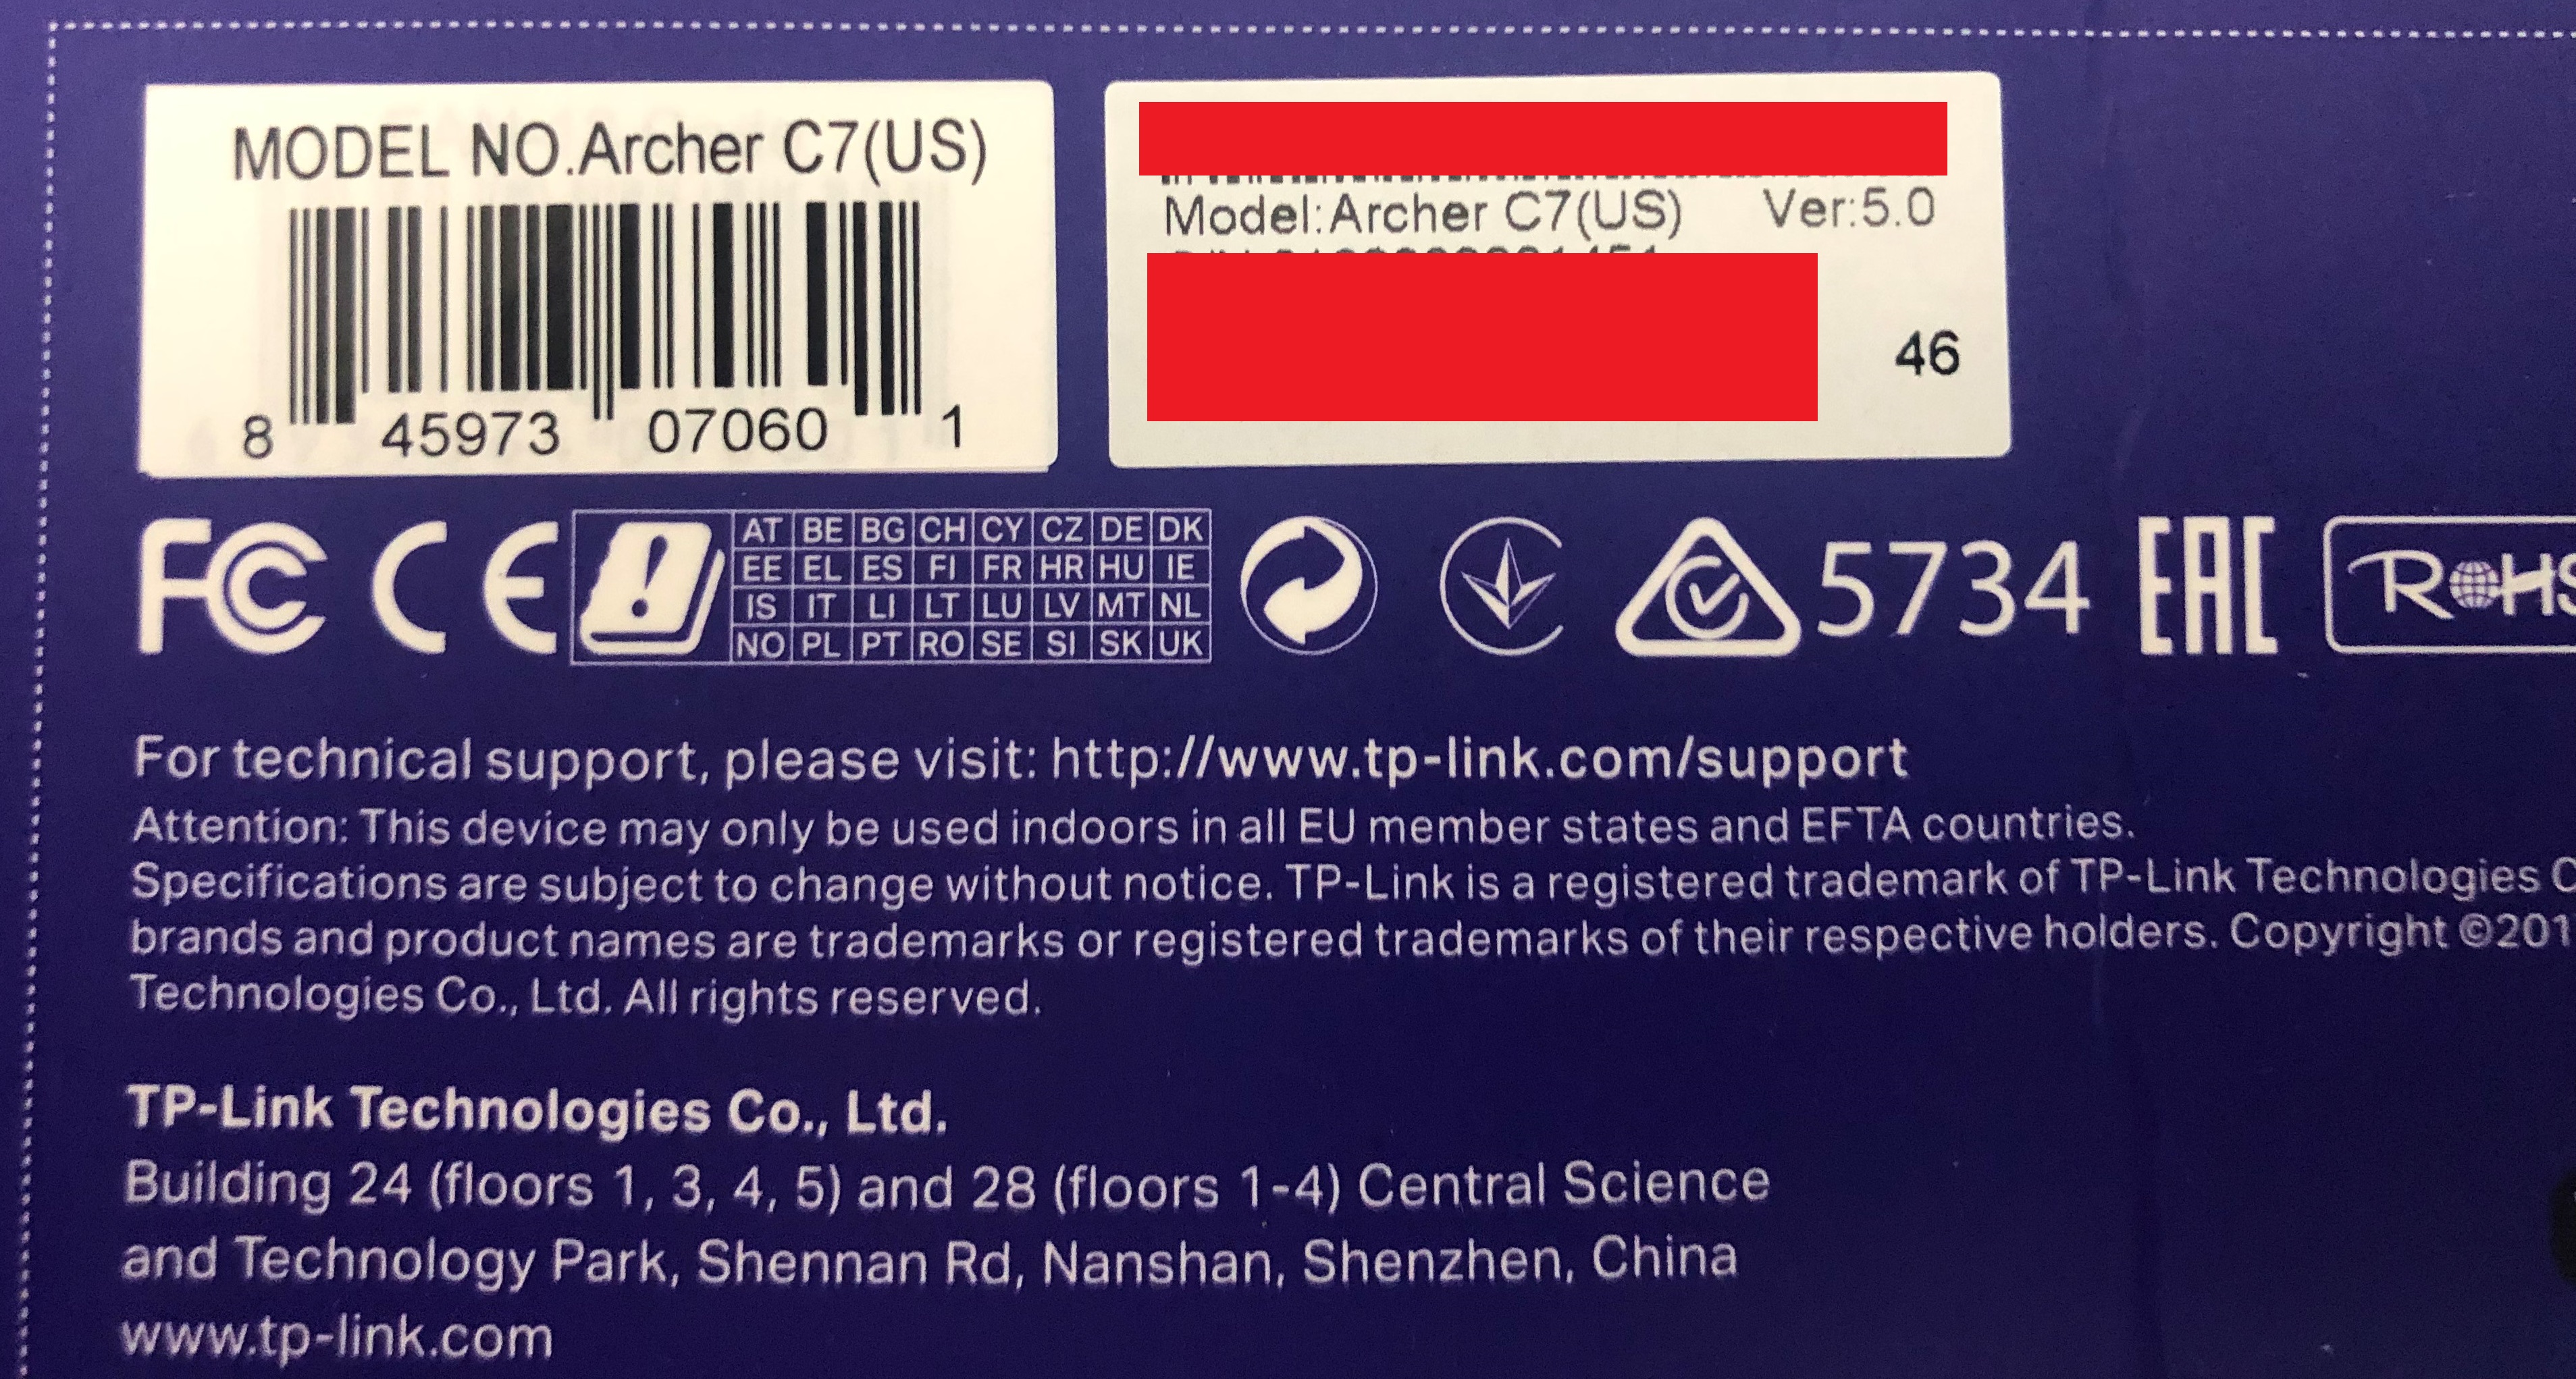 MODEL NO.Archer C7(US)
8 45973 07060 1
Model:Archer C7(US) Ver:5.0
46
FC CE
AT BE BG CH CY CZ DE DK
EE EL ES FI FR HR HU IE
IS IT LI LT LU LV MT NL
NO PL PT RO SE SI SK UK
5734 EAC RoHS
For technical support, please visit: http://www.tp-link.com/support
Attention: This device may only be used indoors in all EU member states and EFTA countries.
Specifications are subject to change without notice. TP-Link is a registered trademark of TP-Link Technologies C
brands and product names are trademarks or registered trademarks of their respective holders. Copyright ©201
Technologies Co., Ltd. All rights reserved.
TP-Link Technologies Co., Ltd.
Building 24 (floors 1, 3, 4, 5) and 28 (floors 1-4) Central Science
and Technology Park, Shennan Rd, Nanshan, Shenzhen, China
www.tp-link.com